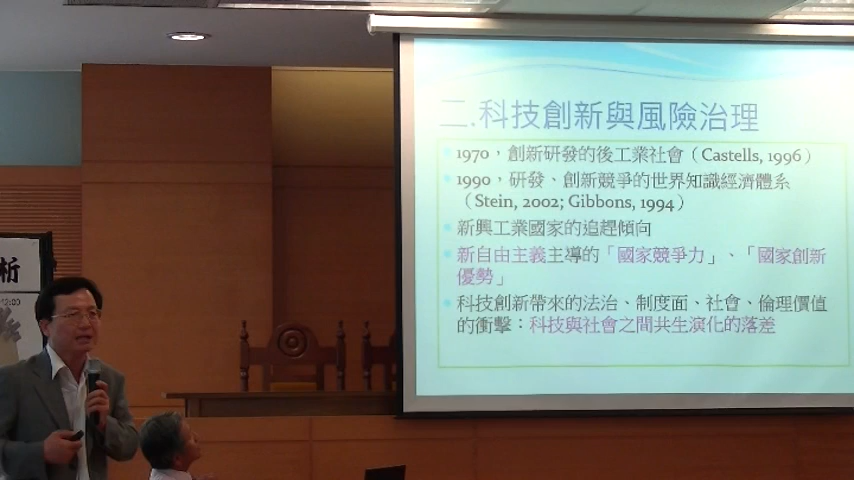 二.科技創新與風險治理
1970，創新研發的後工業社會（Castells, 1996）
1990，研發、創新競爭的世界知識經濟體系
（Stein, 2002; Gibbons, 1994）
新興工業國家的追趕傾向
新自由主義主導的「國家競爭力」、「國家創新
優勢」
科技創新帶來的法治、制度面、社會、倫理價值
的衝擊：科技與社會之間共生演化的落差
析